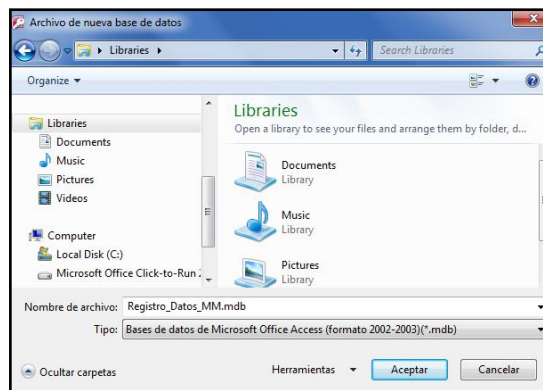 Archivo de nueva base de datos
Libraries
Search Libraries
Organize
Libraries
Documents
Music
Pictures
Videos
Computer
Local Disk (C:)
Microsoft Office Click-to-Run
Libraries
Open a library to see your files and arrange them by folder, d...
Documents
Library
Music
Library
Pictures
Library
Nombre de archivo: Registro_Datos_MM.mdb
Tipo: Bases de datos de Microsoft Office Access (formato 2002-2003)(*.mdb)
Ocultar carpetas
Herramientas
Aceptar
Cancelar